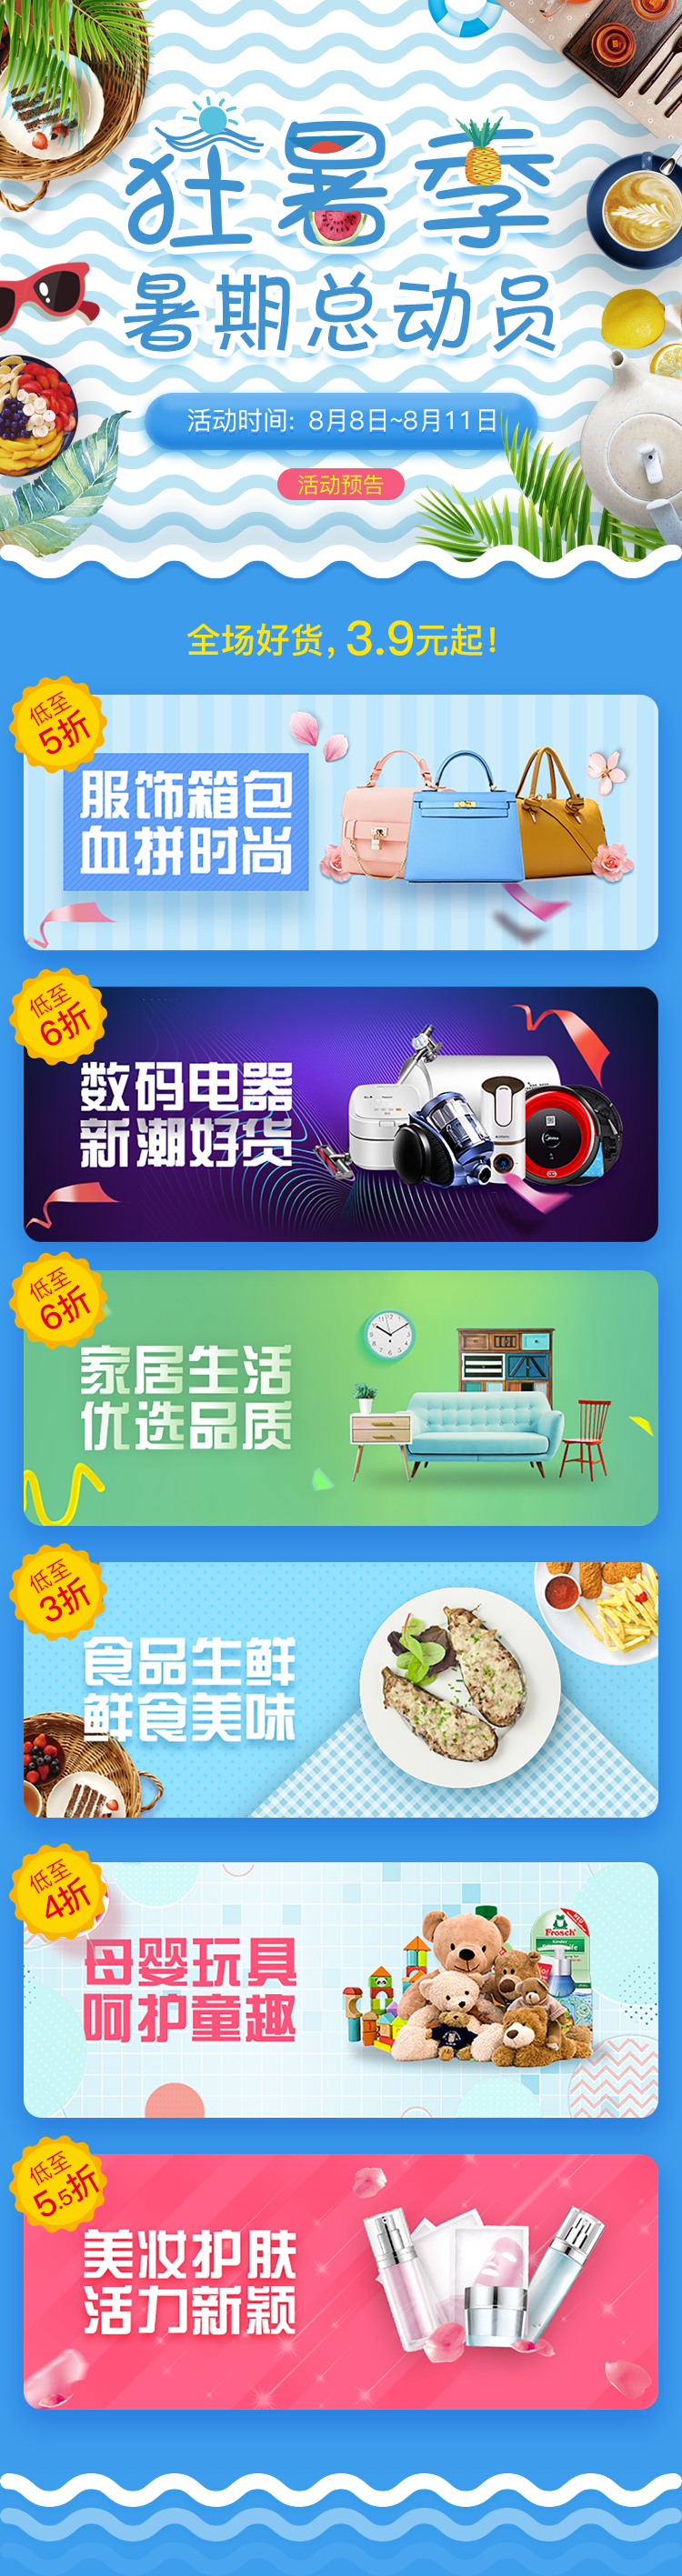 狂暑季
暑期总动员
活动时间: 8月8日~8月11日
活动预告
全场好货, 3.9元起!
低至
5折
服饰箱包
血拼时尚
低至
6折
数码电器
新潮好货
低至
6折
家居生活
优选品质
低至
3折
食品生鲜
鲜食美味
低至
4折
母婴玩具
呵护童趣
Frosch
低至
5.5折
美妆护肤
活力新颖